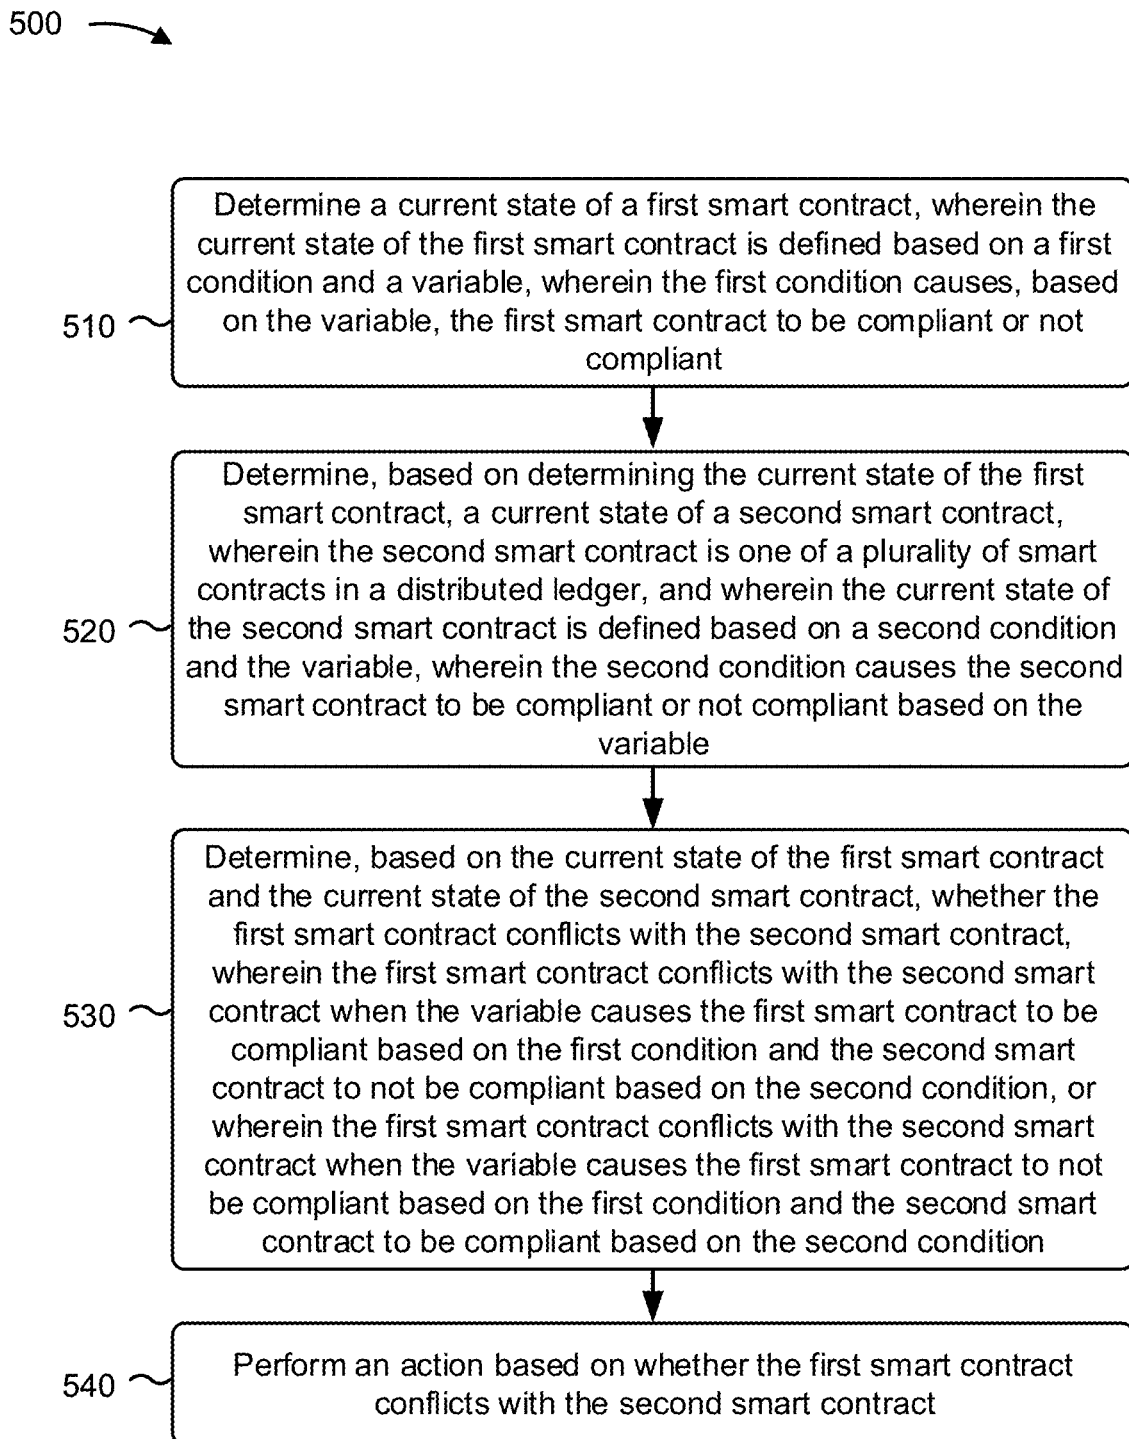 500
Determine a current state of a first smart contract, wherein the
current state of the first smart contract is defined based on a first
condition and a variable, wherein the first condition causes, based
on the variable, the first smart contract to be compliant or not
compliant
510
Determine, based on determining the current state of the first
smart contract, a current state of a second smart contract,
wherein the second smart contract is one of a plurality of smart
contracts in a distributed ledger, and wherein the current state of
the second smart contract is defined based on a second condition
and the variable, wherein the second condition causes the second
smart contract to be compliant or not compliant based on the
variable
520
Determine, based on the current state of the first smart contract
and the current state of the second smart contract, whether the
first smart contract conflicts with the second smart contract,
wherein the first smart contract conflicts with the second smart
contract when the variable causes the first smart contract to be
compliant based on the first condition and the second smart
contract to not be compliant based on the second condition, or
wherein the first smart contract conflicts with the second smart
contract when the variable causes the first smart contract to not
be compliant based on the first condition and the second smart
contract to be compliant based on the second condition
530
Perform an action based on whether the first smart contract
conflicts with the second smart contract
540